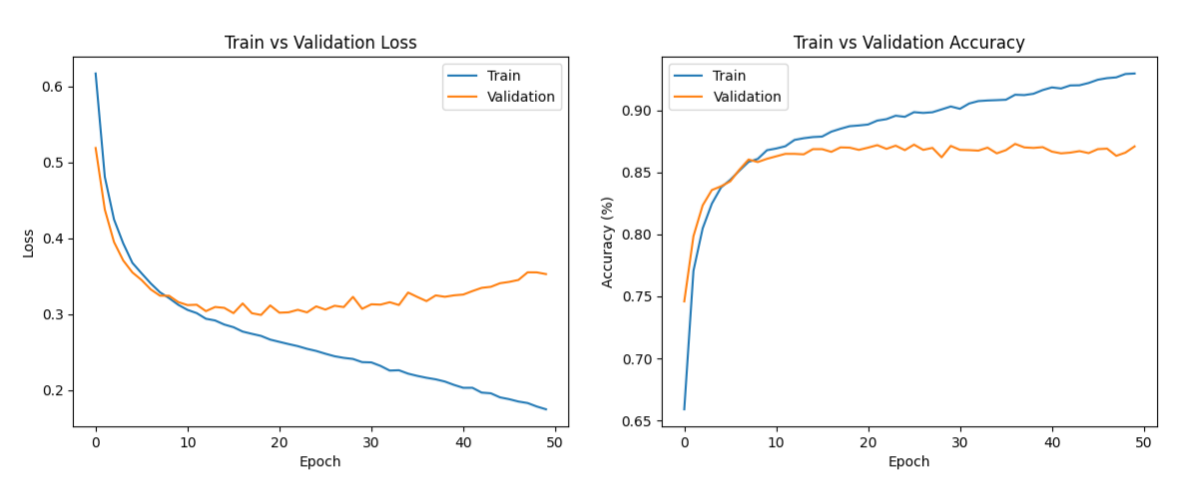 Train vs Validation Loss
Train
Validation
0.6
0.5
0.4
0.3
0.2
Loss
0
10
20
30
40
50
Epoch
Train vs Validation Accuracy
Train
Validation
0.90
0.85
0.80
0.75
0.70
0.65
Accuracy (%)
0
10
20
30
40
50
Epoch